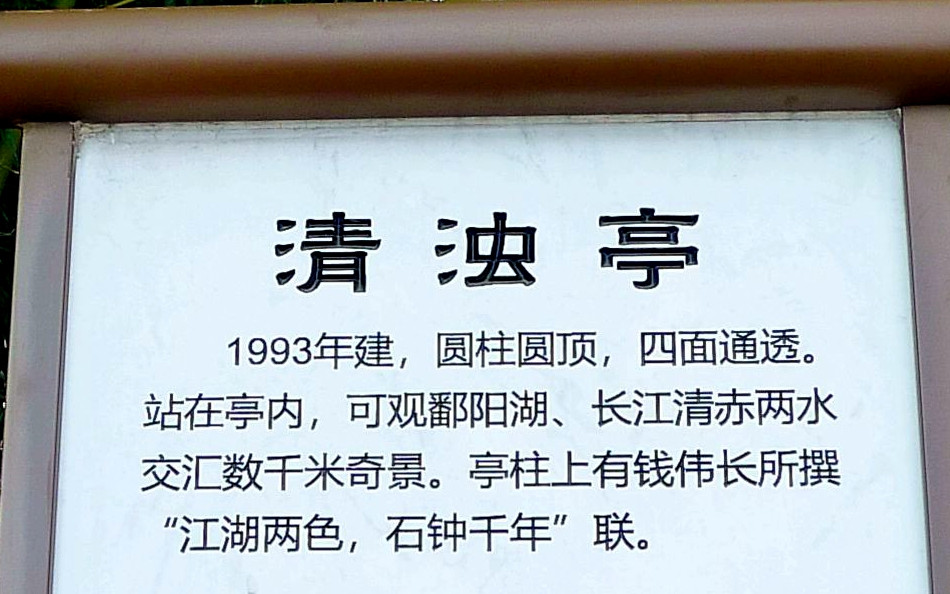 清浊亭
1993年建，圆柱圆顶，四面通透。
站在亭内，可观鄱阳湖、长江清赤两水
交汇数千米奇景。亭柱上有钱伟长所撰
“江湖两色，石钟千年”联。